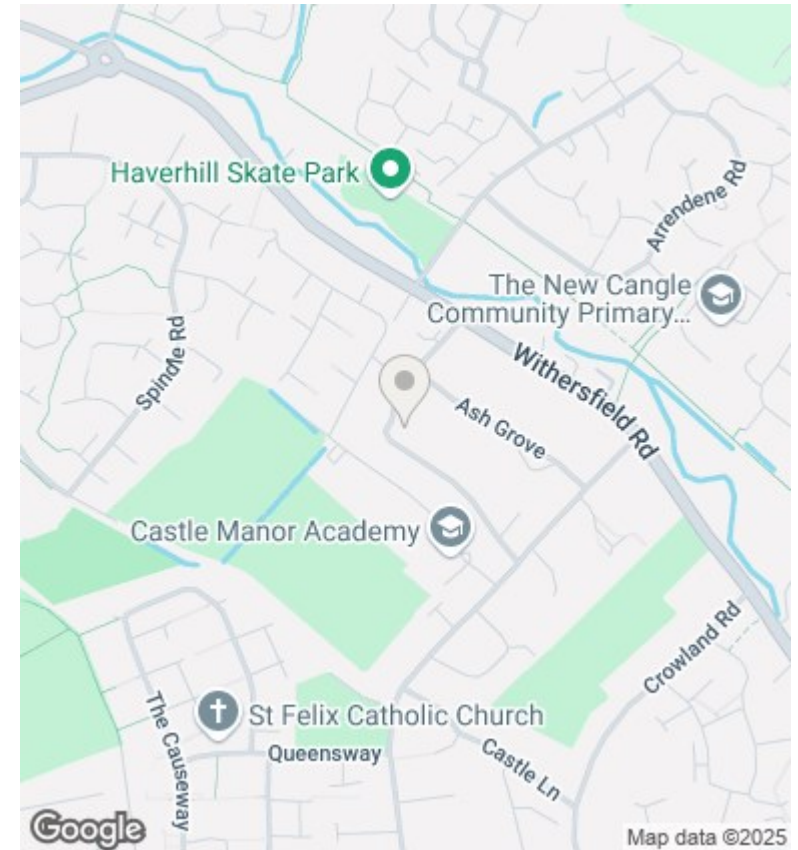 Haverhill Skate Park
Arrendene Rd
The New Cangle
Community Primary...
Spindle Rd
Withersfield Rd
Ash Grove
Castle Manor Academy
Crowland Rd
St Felix Catholic Church
The Causeway
Queensway
Castle Ln
Google
Map data ©2025